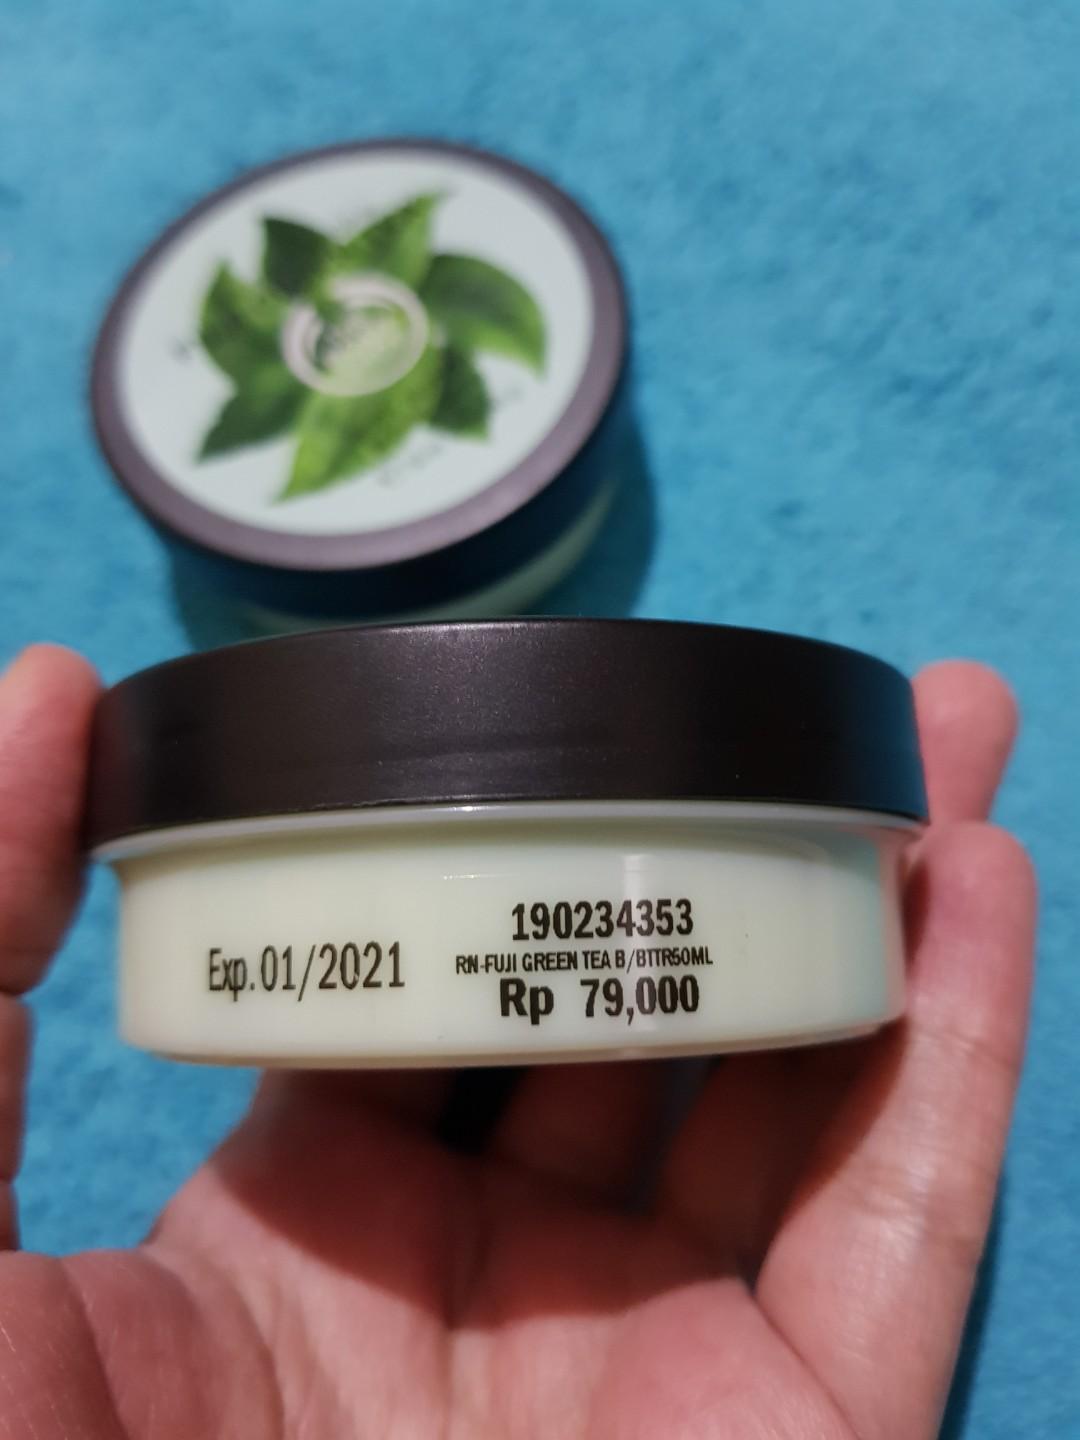 Exp.01/2021
190234353
RN-FUJI GREEN TEA B/BTTR50ML
Rp 79,000